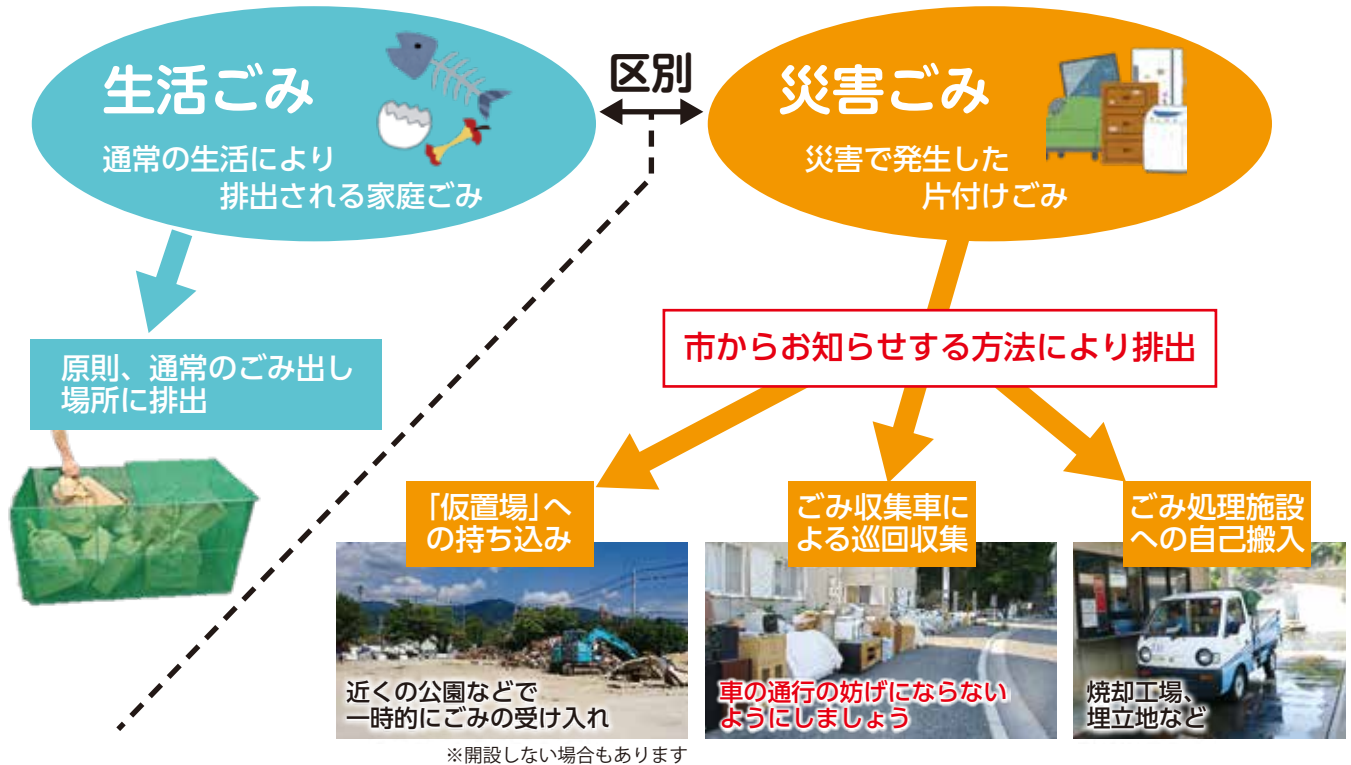 生活ごみ
通常の生活により
排出される家庭ごみ
区別
災害ごみ
災害で発生した
片付けごみ
原則、通常のごみ出し
場所に排出
市からお知らせする方法により排出
「仮置場」へ
の持ち込み
近くの公園などで
一時的にごみの受け入れ
※開設しない場合もあります
ごみ収集車に
よる巡回収集
車の通行の妨げにならない
ようにしましょう
ごみ処理施設
への自己搬入
焼却工場、
埋立地など